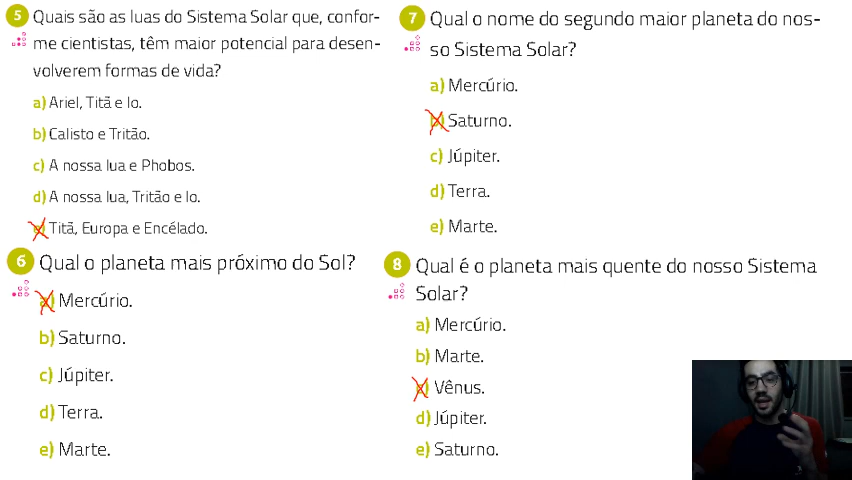 5 Quais são as luas do Sistema Solar que, confor-
me cientistas, têm maior potencial para desen-
volverem formas de vida?
a) Ariel, Titã e Io.
b) Calisto e Tritão.
c) A nossa lua e Phobos.
d) A nossa lua, Tritão e Io.
e) Titã, Europa e Encélado.
6 Qual o planeta mais próximo do Sol?
a) Mercúrio.
b) Saturno.
c) Júpiter.
d) Terra.
e) Marte.
7 Qual o nome do segundo maior planeta do nos-
so Sistema Solar?
a) Mercúrio.
b) Saturno.
c) Júpiter.
d) Terra.
e) Marte.
8 Qual é o planeta mais quente do nosso Sistema
Solar?
a) Mercúrio.
b) Marte.
c) Vênus.
d) Júpiter.
e) Saturno.